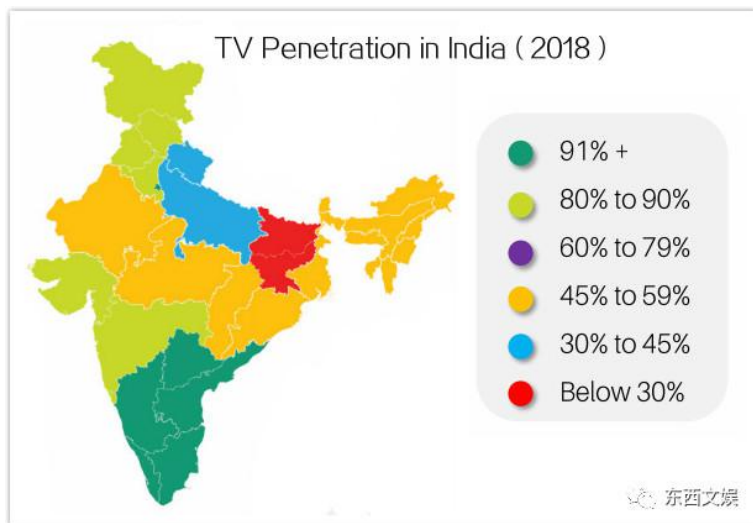 TV Penetration in India ( 2018 )
91% +
80% to 90%
60% to 79%
45% to 59%
30% to 45%
Below 30%
东西文娱